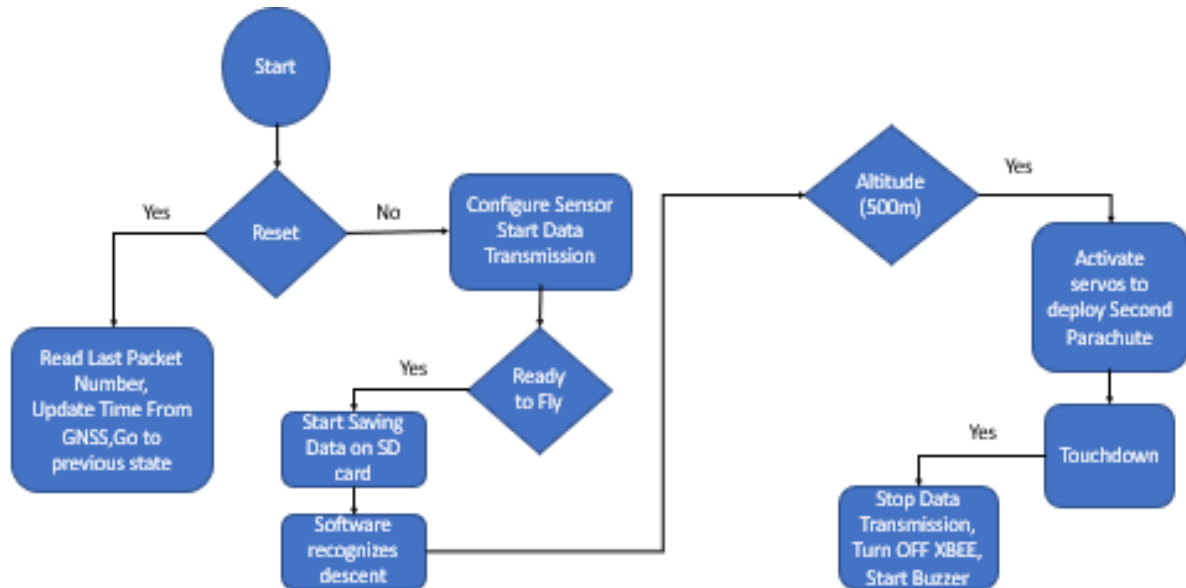 Start
Reset
Yes
No
Configure Sensor
Start Data
Transmission
Read Last Packet
Number,
Update Time From
GNSS,Go to
previous state
Ready
to Fly
Yes
Start Saving
Data on SD
card
Software
recognizes
descent
Altitude
(500m)
Yes
Activate
servos to
deploy Second
Parachute
Touchdown
Yes
Stop Data
Transmission,
Turn OFF XBEE,
Start Buzzer